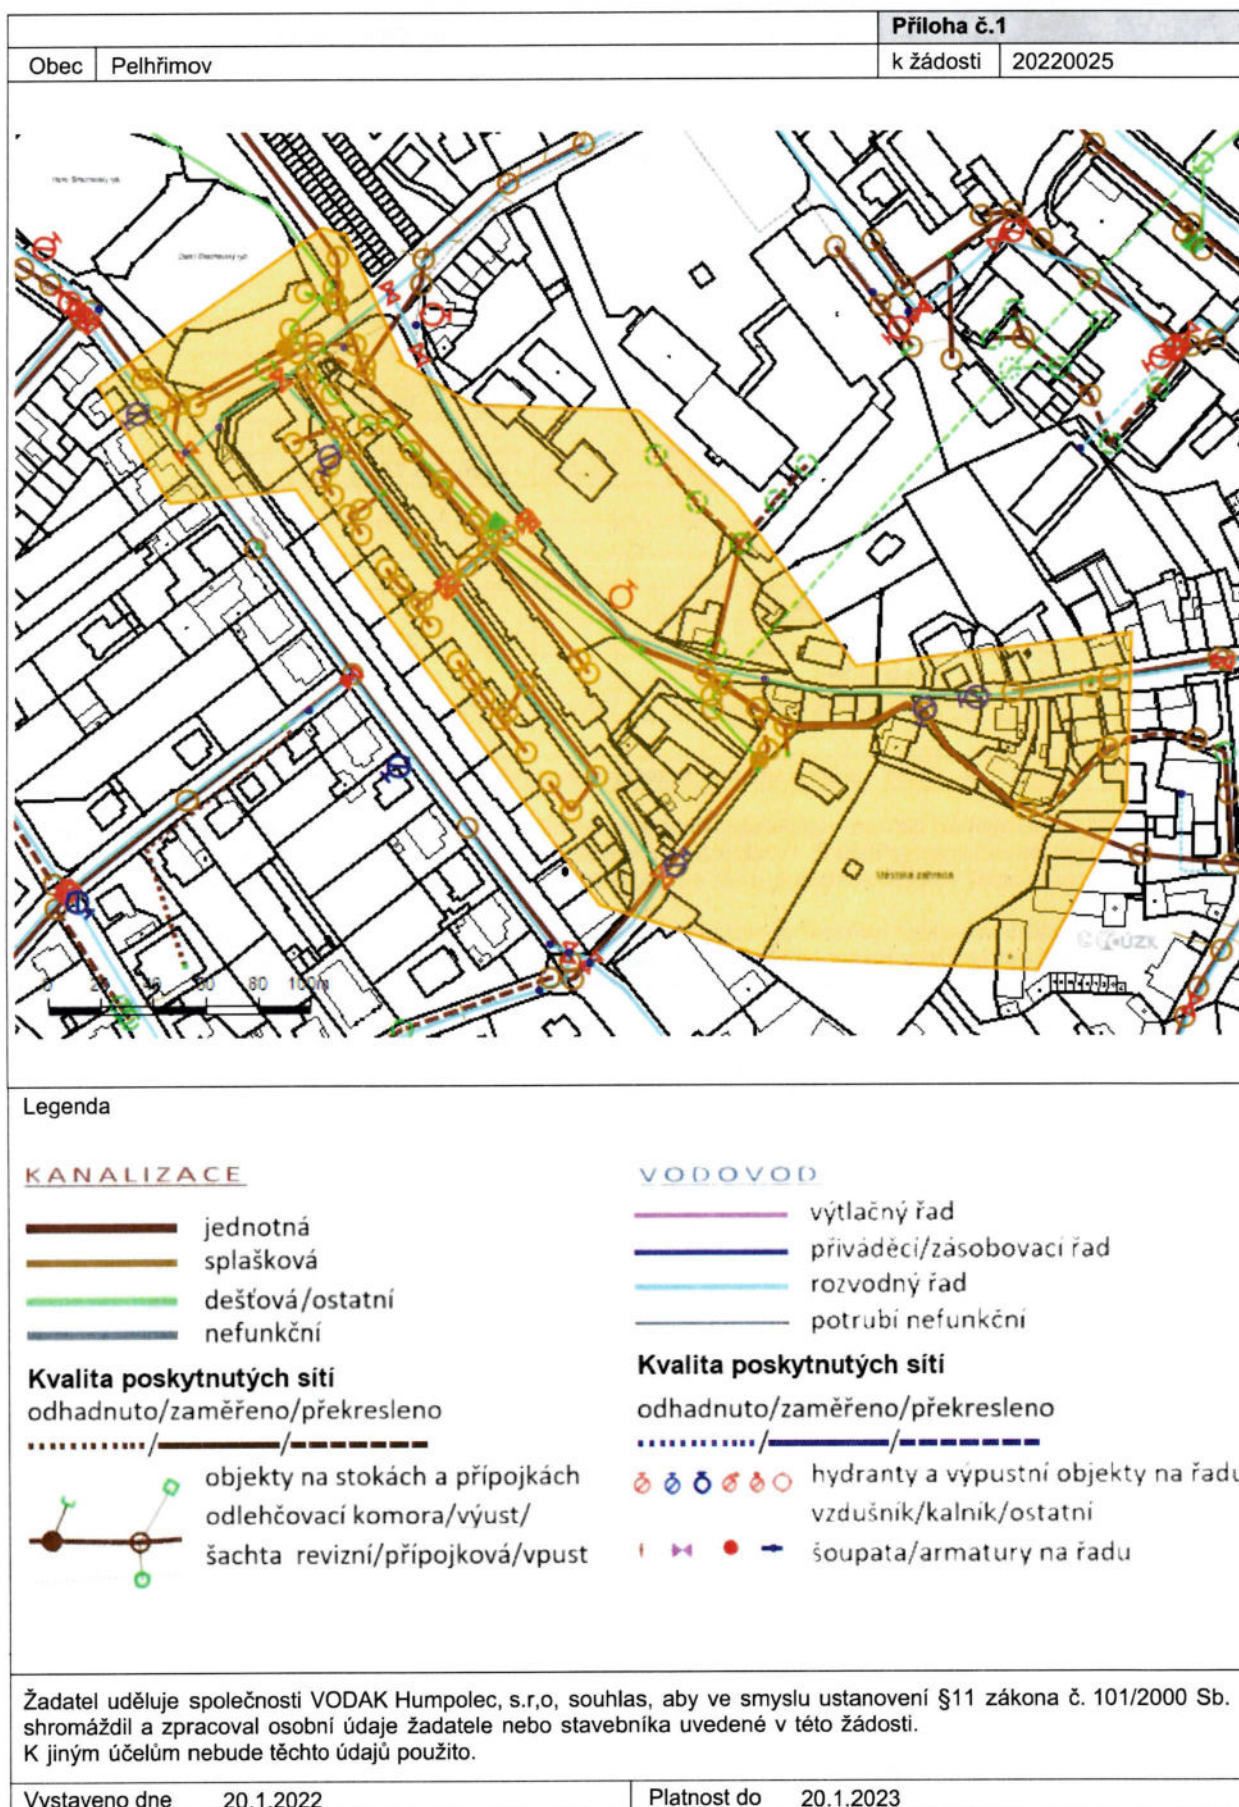 Příloha č.1
Obec Pelhřimov k žádosti 20220025
Městská zahrada
ČÚZK
0 20 40 60 80 100m
Legenda
KANALIZACE
jednotná
splašková
dešťová/ostatní
nefunkční
Kvalita poskytnutých sítí
odhadnuto/zaměřeno/překresleno
objekty na stokách a přípojkách
odlehčovací komora/výust/
šachta revizní/přípojková/vpust
VODOVOD
výtlačný řad
přiváděcí/zásobovací řad
rozvodný řad
potrubí nefunkční
Kvalita poskytnutých sítí
odhadnuto/zaměřeno/překresleno
hydranty a výpustní objekty na řadu
vzdušník/kalník/ostatní
šoupata/armatury na řadu
Žadatel uděluje společnosti VODAK Humpolec, s.r,o, souhlas, aby ve smyslu ustanovení §11 zákona č. 101/2000 Sb.
shromáždil a zpracoval osobní údaje žadatele nebo stavebníka uvedené v této žádosti.
K jiným účelům nebude těchto údajů použito.
Vystaveno dne 20.1.2022 Platnost do 20.1.2023